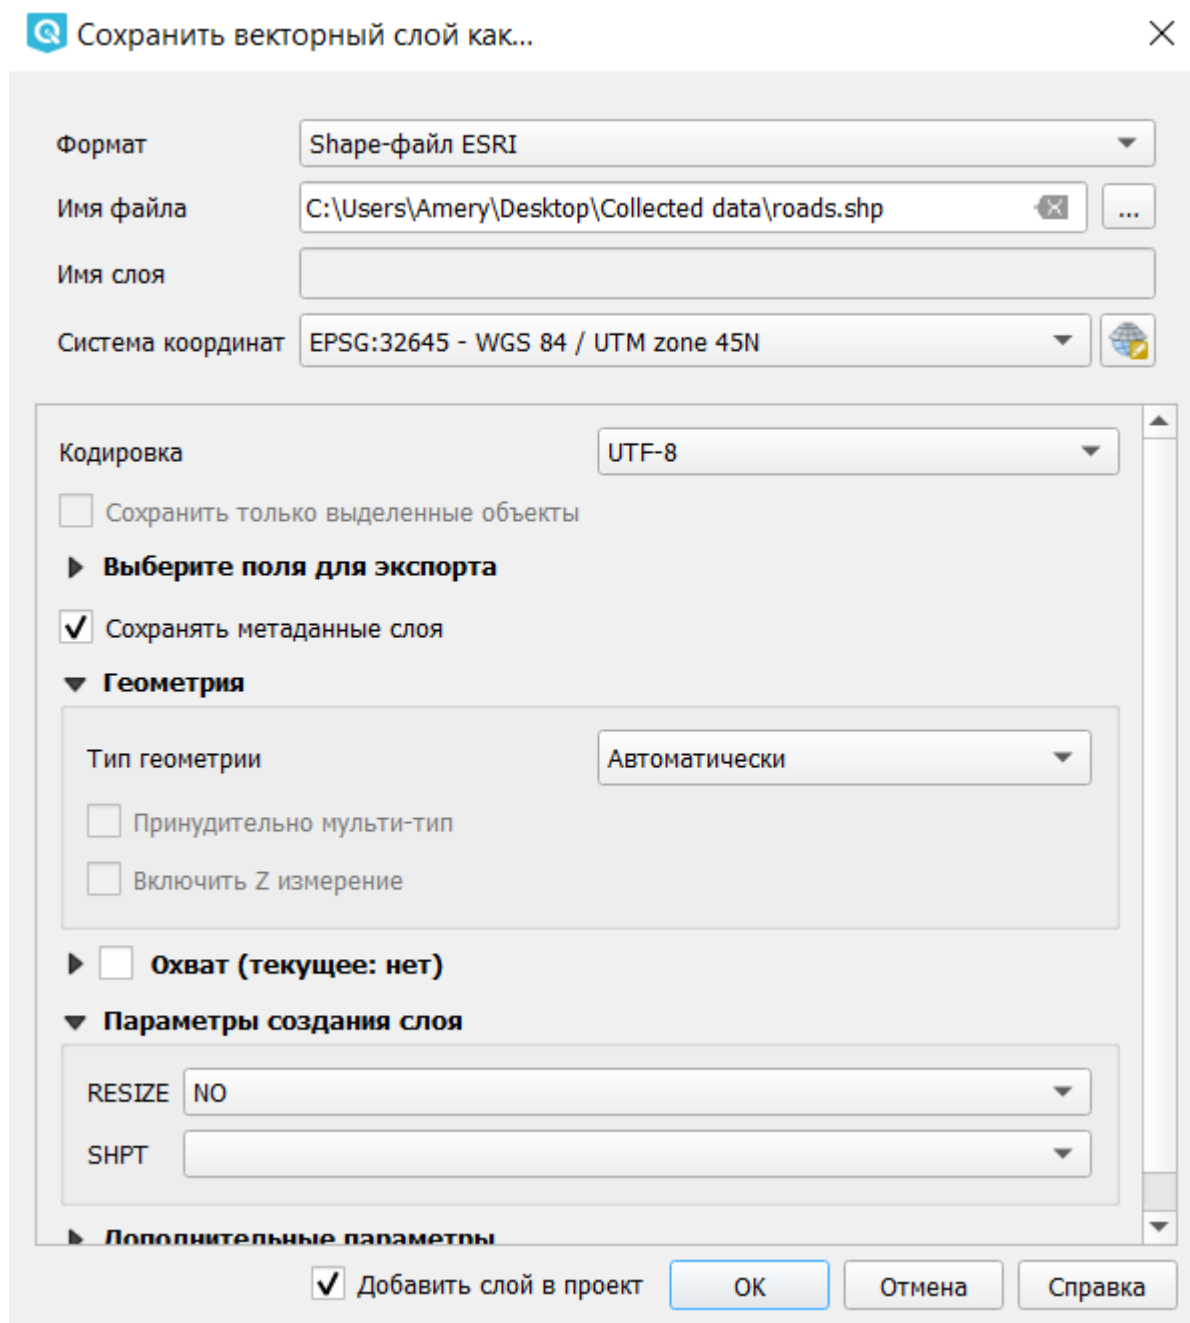 Сохранить векторный слой как...
Формат Shape-файл ESRI
Имя файла C:\Users\Amery\Desktop\Collected data\roads.shp ...
Имя слоя
Система координат EPSG:32645 - WGS 84 / UTM zone 45N
Кодировка UTF-8
Сохранить только выделенные объекты
Выберите поля для экспорта
Сохранять метаданные слоя
Геометрия
Тип геометрии Автоматически
Принудительно мульти-тип
Включить Z измерение
Охват (текущее: нет)
Параметры создания слоя
RESIZE NO
SHPT
Дополнительные параметры
Добавить слой в проект OK Отмена Справка